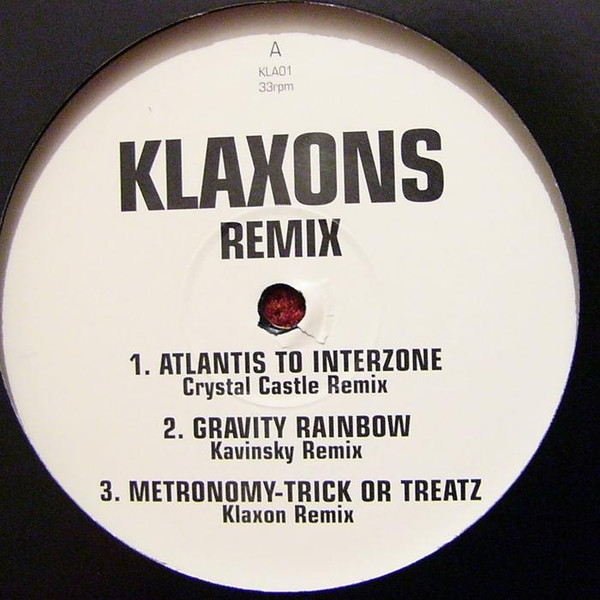 A
KLA01
33rpm
KLAXONS
REMIX
1. ATLANTIS TO INTERZONE
Crystal Castle Remix
2. GRAVITY RAINBOW
Kavinsky Remix
3. METRONOMY-TRICK OR TREATZ
Klaxon Remix